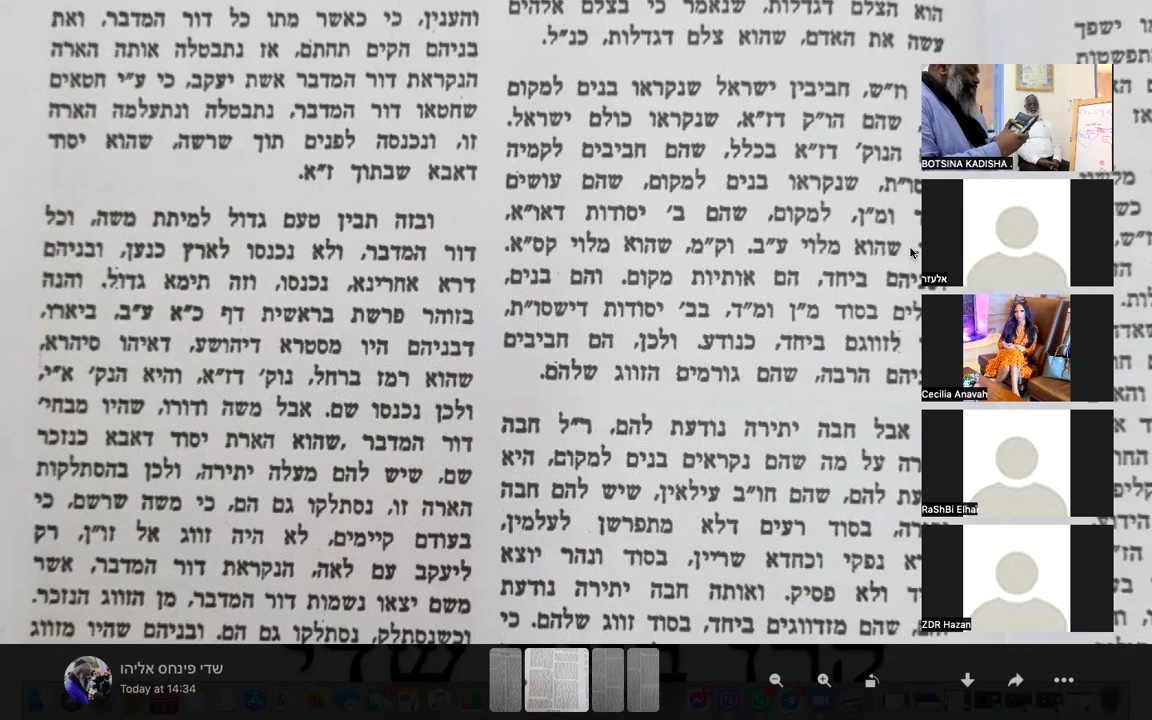 הוא הצלם דגדלות, שנאמר כי בצלם אלהים
עשה את האדם, שהוא צלם דגדלות, כנ״ל.
וז״ש, חביבין ישראל שנקראו בנים למקום
שהם הו״ק דז״א, שנקראו כולם ישראל.
הנוק׳ דז״א בכלל, שהם חביבים לקמיה
שנקראו בנים למקום, שהם עושים
ומ״ן, למקום, שהם ב׳ יסודות דאו״א,
שהוא מלוי ע״ב. וק״מ, שהוא מלוי קס״א.
ביחד, הם אותיות מקום. והם בנים,
בסוד מ״ן ומ״ד, בב׳ יסודות דישסו״ת,
לזווגם ביחד, כנודע. ולכן, הם חביבים
הרבה, שהם גורמים הזווג שלהם.
אבל חבה יתירה נודעת להם, ר״ל חבה
על מה שהם נקראים בנים למקום, היא
להם, שהם חו״ב עילאין, שיש להם חבה
בסוד רעים דלא מתפרשן לעלמין,
נפקי וכחדא שריין, בסוד ונהר יוצא
ולא פסיק. ואותה חבה יתירה נודעת
שהם מזדווגים ביחד, בסוד זווג שלהם. כי
והענין, כי כאשר מתו כל דור המדבר, ואת
בניהם הקים תחתם, אז נתבטלה אותה הארה
הנקראת דור המדבר אשת יעקב, כי ע״י חטאים
שחטאו דור המדבר, נתבטלה ונתעלמה הארה
זו, ונכנסה לפנים תוך שרשה, שהוא יסוד
דאבא שבתוך ז״א.
ובזה תבין טעם גדול למיתת משה, וכל
דור המדבר, ולא נכנסו לארץ כנען, ובניהם
דרא אחרינא, נכנסו, וזה תימא גדול. והנה
בזוהר פרשת בראשית דף כ״א ע״ב, ביארו,
דבניהם היו מסטרא דיהושע, דאיהו סיהרא,
שהוא רמז ברחל, נוק׳ דז״א, והיא הנק׳ א״י,
ולכן נכנסו שם. אבל משה ודורו, שהיו מבחי׳
דור המדבר, שהוא הארת יסוד דאבא כנזכר
שם, שיש להם מעלה יתירה, ולכן בהסתלקות
הארה זו, נסתלקו גם הם, כי משה שרשם, כי
בעודם קיימים, לא היה זווג אל זו״ן, רק
ליעקב עם לאה, הנקראת דור המדבר, אשר
משם יצאו נשמות דור המדבר, מן הזווג הנזכר.
וכשנסתלק, נסתלקו גם הם. ובניהם שהיו מזווג
ישפך
BOTSINA KADISHA .
אלעזר
Cecilia Anavah
RaShBi Elhai
ZDR Hazan
שדי פינחס אליהו
Today at 14:34
שדי